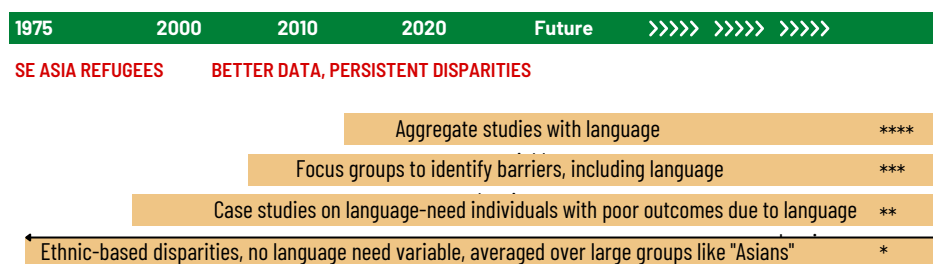 1975 2000 2010 2020 Future >>>>> >>>>> >>>>>
SE ASIA REFUGEES BETTER DATA, PERSISTENT DISPARITIES
Aggregate studies with language ****
Focus groups to identify barriers, including language ***
Case studies on language-need individuals with poor outcomes due to language **
Ethnic-based disparities, no language need variable, averaged over large groups like "Asians" *